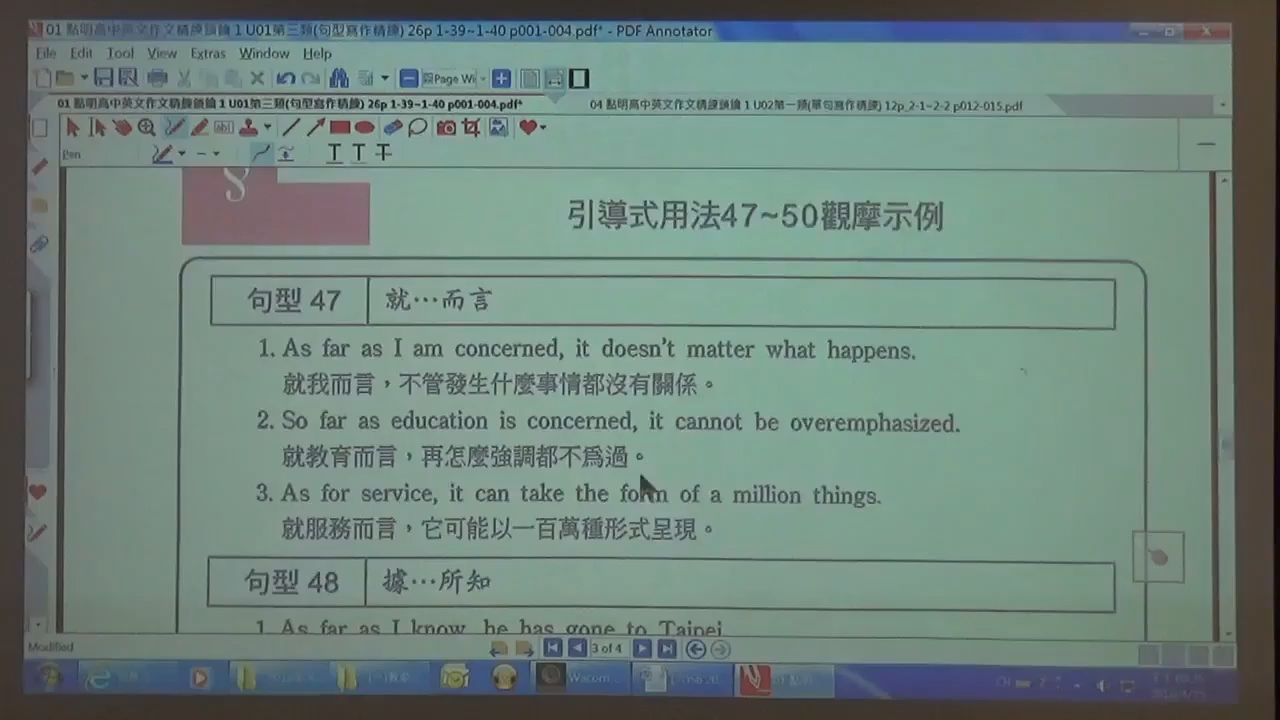 01 點明高中英文作文精練鎖鑰 1 U01第三類(句型寫作精練) 26p 1-39~1-40 p001-004.pdf* - PDF Annotator
File Edit Tool View Extras Window Help
Page Wi
01 點明高中英文作文精練鎖鑰 1 U01第三類(句型寫作精練) 26p 1-39~1-40 p001-004.pdf*
04 點明高中英文作文精練鎖鑰 1 U02第一類(單句寫作精練) 12p_2-1~2-2 p012-015.pdf
Pen
引導式用法47~50觀摩示例
句型 47 就⋯而言
1. As far as I am concerned, it doesn't matter what happens.
就我而言，不管發生什麼事情都沒有關係。
2. So far as education is concerned, it cannot be overemphasized.
就教育而言，再怎麼強調都不為過。
3. As for service, it can take the form of a million things.
就服務而言，它可能以一百萬種形式呈現。
句型 48 據⋯所知
1. As far as I know, he has gone to Taipei
Modified
3 of 4
Wacom...